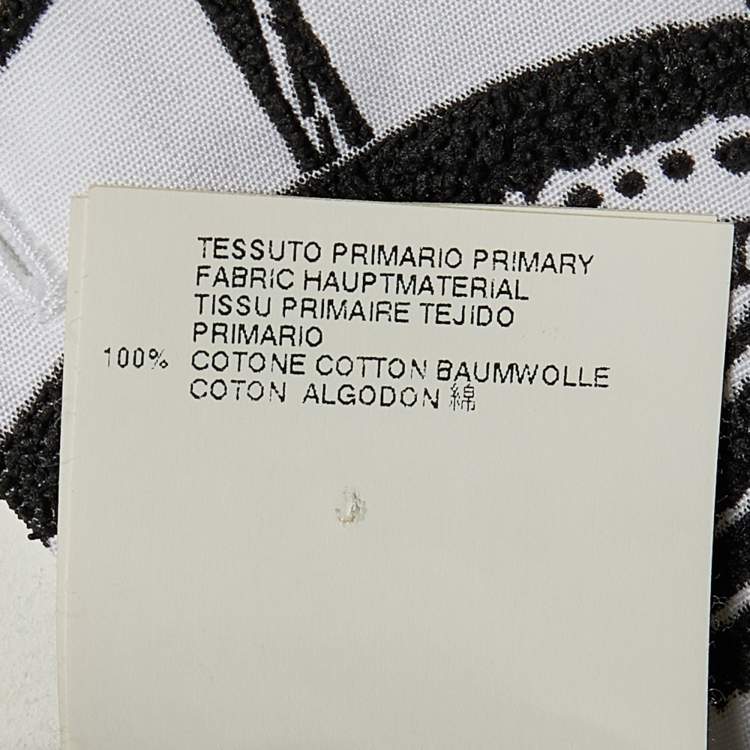 TESSUTO PRIMARIO PRIMARY
FABRIC HAUPTMATERIAL
TISSU PRIMAIRE TEJIDO
PRIMARIO
100% COTONE COTTON BAUMWOLLE
COTON ALGODON 綿